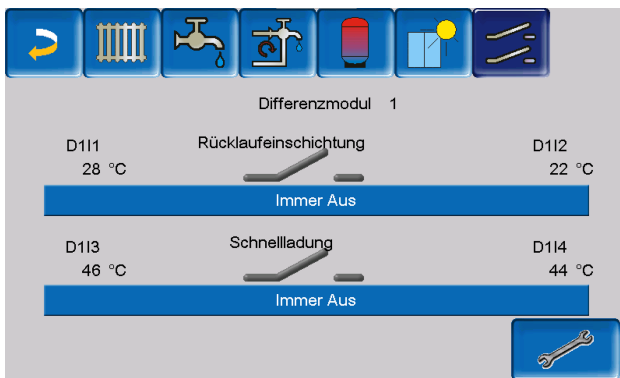 Differenzmodul 1
D1I1 Rücklaufeinschichtung D1I2
28 °C 22 °C
Immer Aus
D1I3 Schnellladung D1I4
46 °C 44 °C
Immer Aus